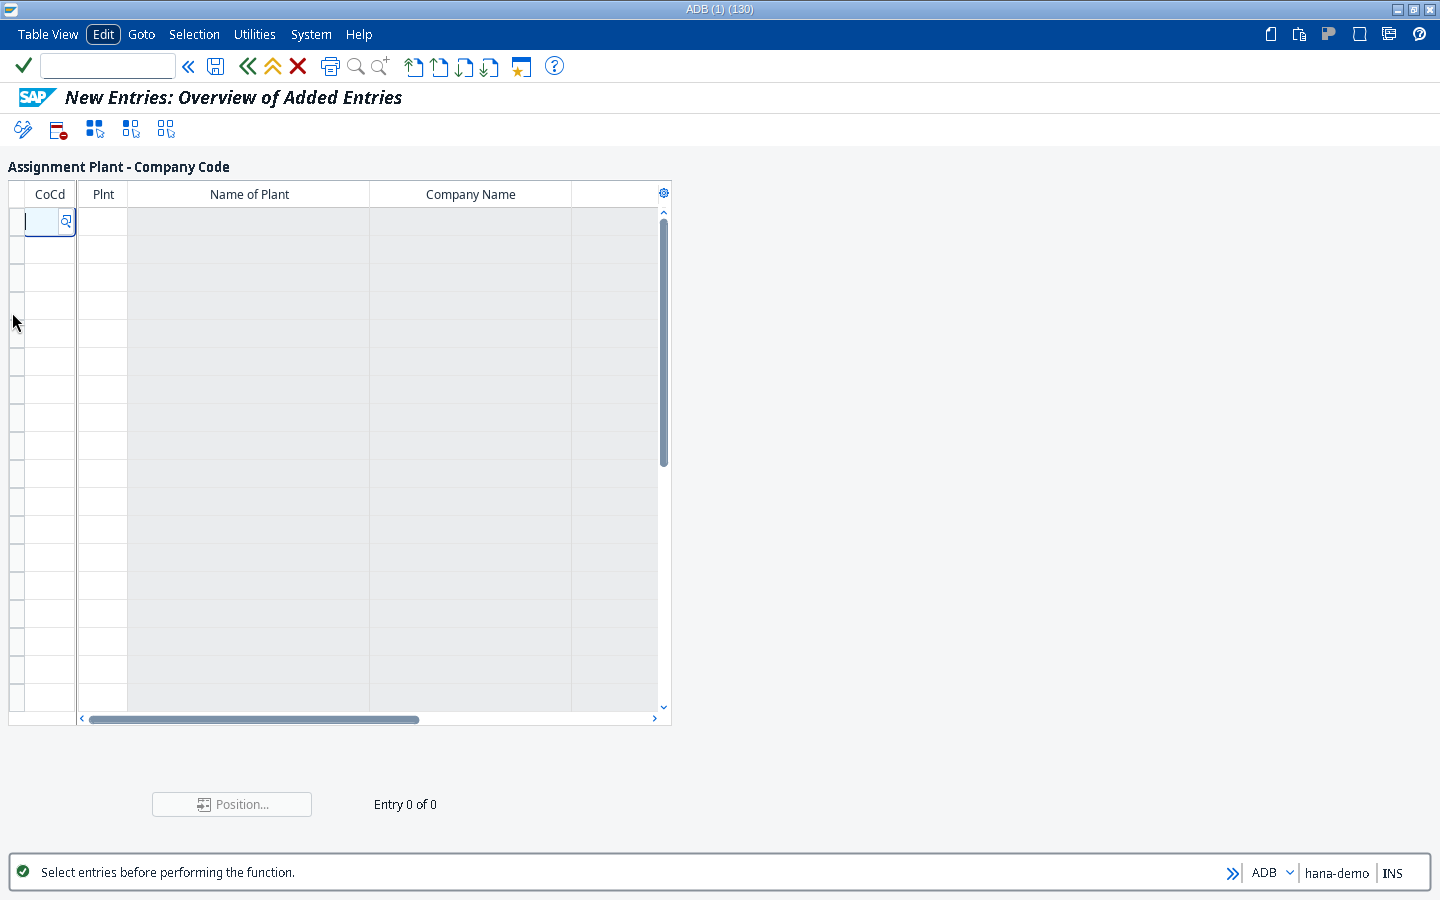 ADB (1) (130)
Table View Edit Goto Selection Utilities System Help
SAP New Entries: Overview of Added Entries
Assignment Plant - Company Code
CoCd Plnt Name of Plant Company Name
Position... Entry 0 of 0
Select entries before performing the function. ADB hana-demo INS